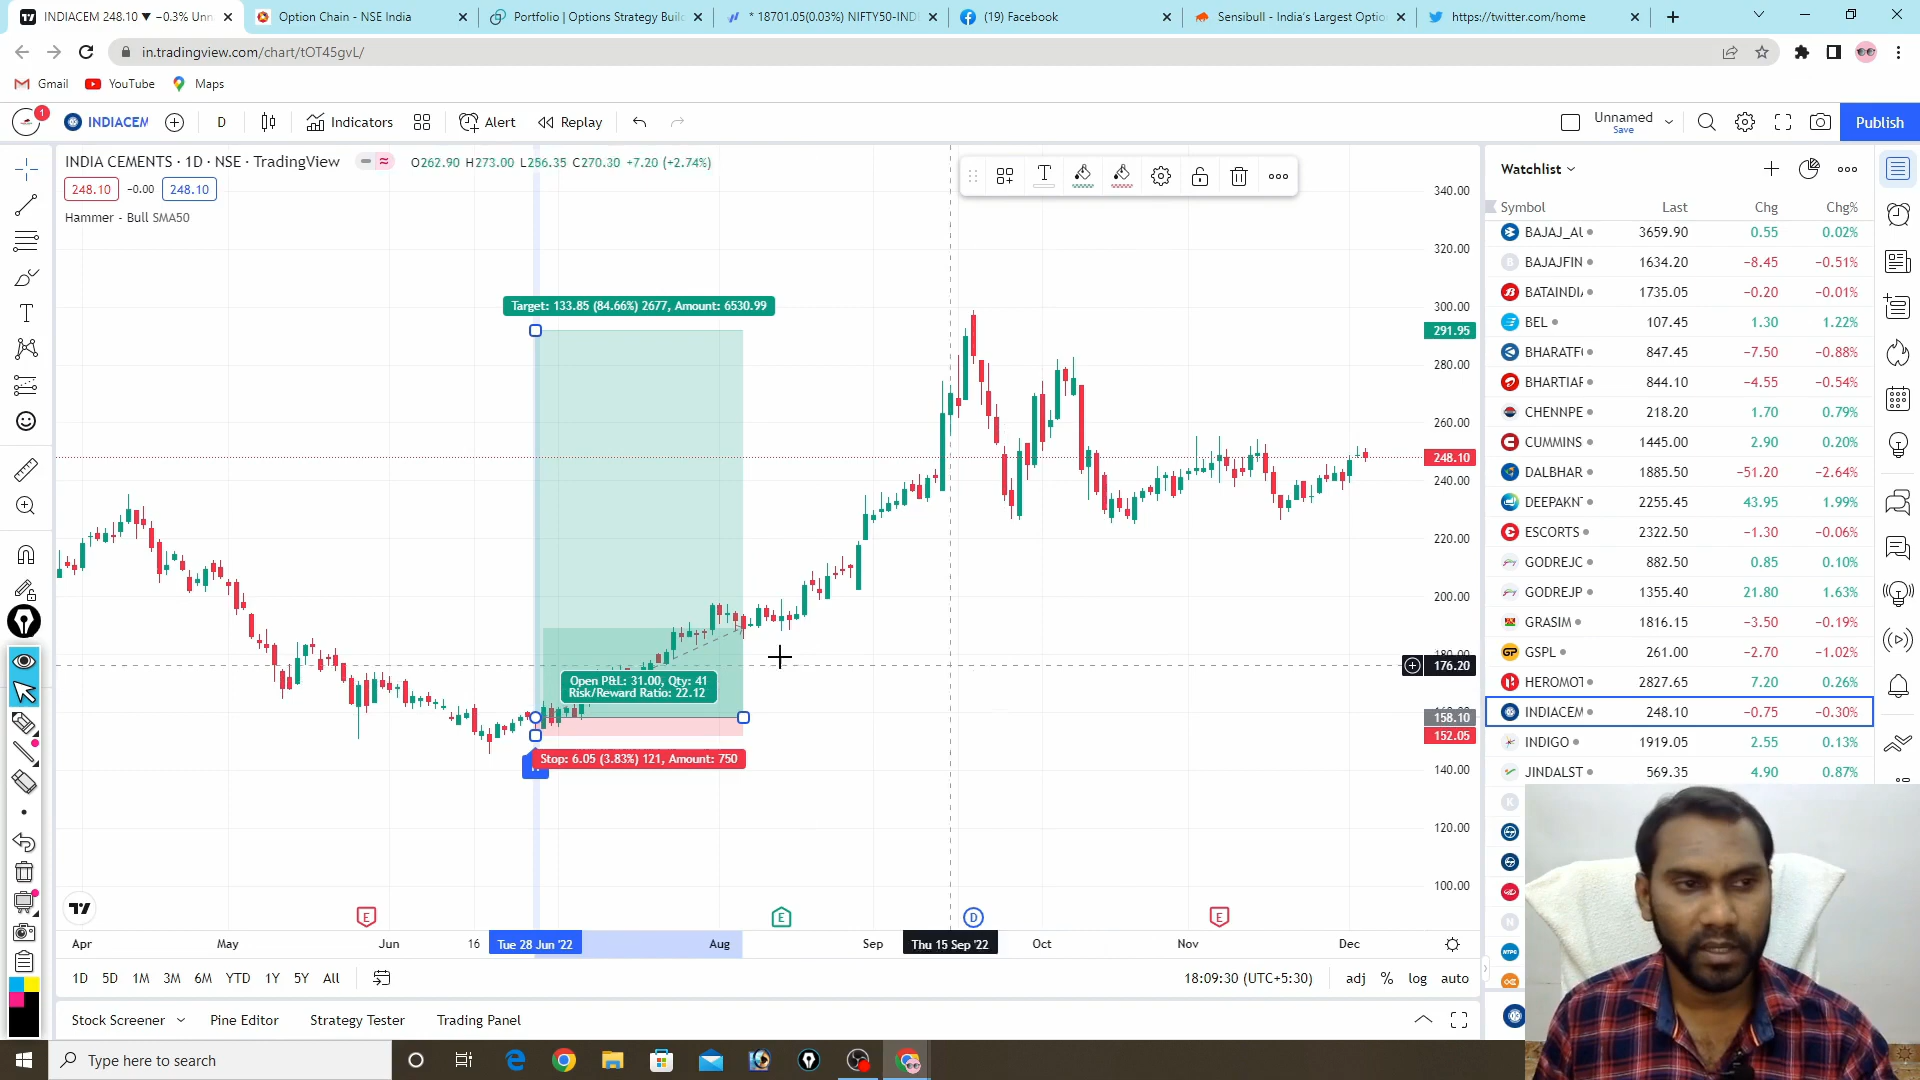 INDIACEM 248.10 ▼ −0.3% Unn
Option Chain - NSE India
Portfolio | Options Strategy Buil
* 18701.05(0.03%) NIFTY50-IND
(19) Facebook
Sensibull - India's Largest Optio
https://twitter.com/home
in.tradingview.com/chart/tOT45gvL/
Gmail
YouTube
Maps
1
INDIACEM
D
Indicators
Alert
Replay
Unnamed
Save
Publish
INDIA CEMENTS · 1D · NSE · TradingView
O262.90 H273.00 L256.35 C270.30 +7.20 (+2.74%)
248.10 −0.00 248.10
Hammer - Bull SMA50
Target: 133.85 (84.66%) 2677, Amount: 6530.99
Open P&L: 31.00, Qty: 41
Risk/Reward Ratio: 22.12
Stop: 6.05 (3.83%) 121, Amount: 750
340.00
320.00
300.00
291.95
280.00
260.00
248.10
240.00
220.00
200.00
180.00
176.20
158.10
152.05
140.00
120.00
100.00
E
E
D
E
Apr
May
Jun
16
Tue 28 Jun '22
Aug
Sep
Thu 15 Sep '22
Oct
Nov
Dec
1D 5D 1M 3M 6M YTD 1Y 5Y All
18:09:30 (UTC+5:30)
adj % log auto
Stock Screener
Pine Editor
Strategy Tester
Trading Panel
Watchlist
Symbol Last Chg Chg%
BAJAJ_AU 3659.90 0.55 0.02%
BAJAJFIN 1634.20 −8.45 −0.51%
BATAINDIA 1735.05 −0.20 −0.01%
BEL 107.45 1.30 1.22%
BHARATFO 847.45 −7.50 −0.88%
BHARTIAR 844.10 −4.55 −0.54%
CHENNPE 218.20 1.70 0.79%
CUMMINS 1445.00 2.90 0.20%
DALBHAR 1885.50 −51.20 −2.64%
DEEPAKNT 2255.45 43.95 1.99%
ESCORTS 2322.50 −1.30 −0.06%
GODREJC 882.50 0.85 0.10%
GODREJP 1355.40 21.80 1.63%
GRASIM 1816.15 −3.50 −0.19%
GSPL 261.00 −2.70 −1.02%
HEROMOT 2827.65 7.20 0.26%
INDIACEM 248.10 −0.75 −0.30%
INDIGO 1919.05 2.55 0.13%
JINDALST 569.35 4.90 0.87%
Type here to search